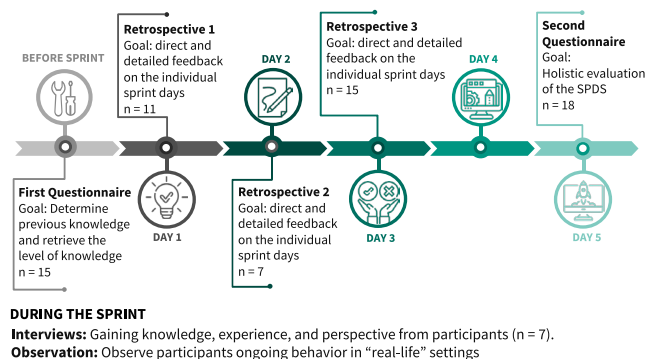 BEFORE SPRINT
First Questionnaire
Goal: Determine
previous knowledge
and retrieve the
level of knowledge
n = 15
Retrospective 1
Goal: direct and
detailed feedback
on the individual
sprint days
n = 11
DAY 1
DAY 2
Retrospective 2
Goal: direct and
detailed feedback
on the individual
sprint days
n = 7
Retrospective 3
Goal: direct and detailed
feedback on the
individual sprint days
n = 15
DAY 3
DAY 4
Second
Questionnaire
Goal:
Holistic evaluation
of the SPDS
n = 18
DAY 5
DURING THE SPRINT
Interviews: Gaining knowledge, experience, and perspective from participants (n = 7).
Observation: Observe participants ongoing behavior in “real-life” settings